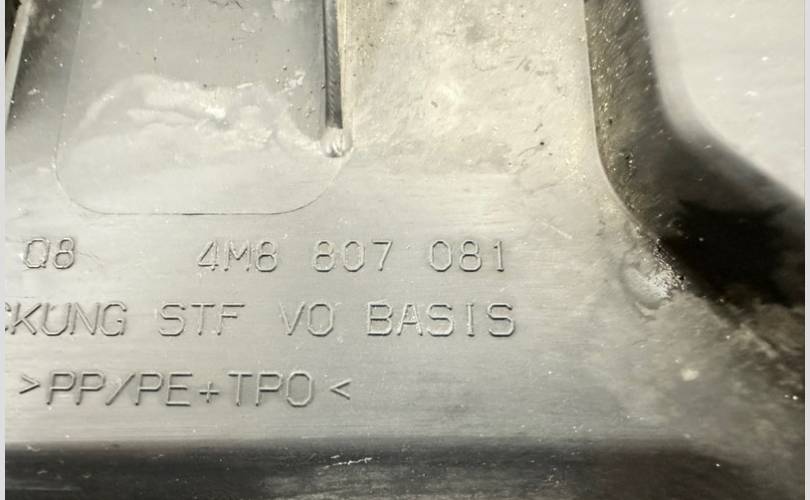 Q8 4M8 807 081
CKUNG STF VO BASIS
>PP/PE+TPO<